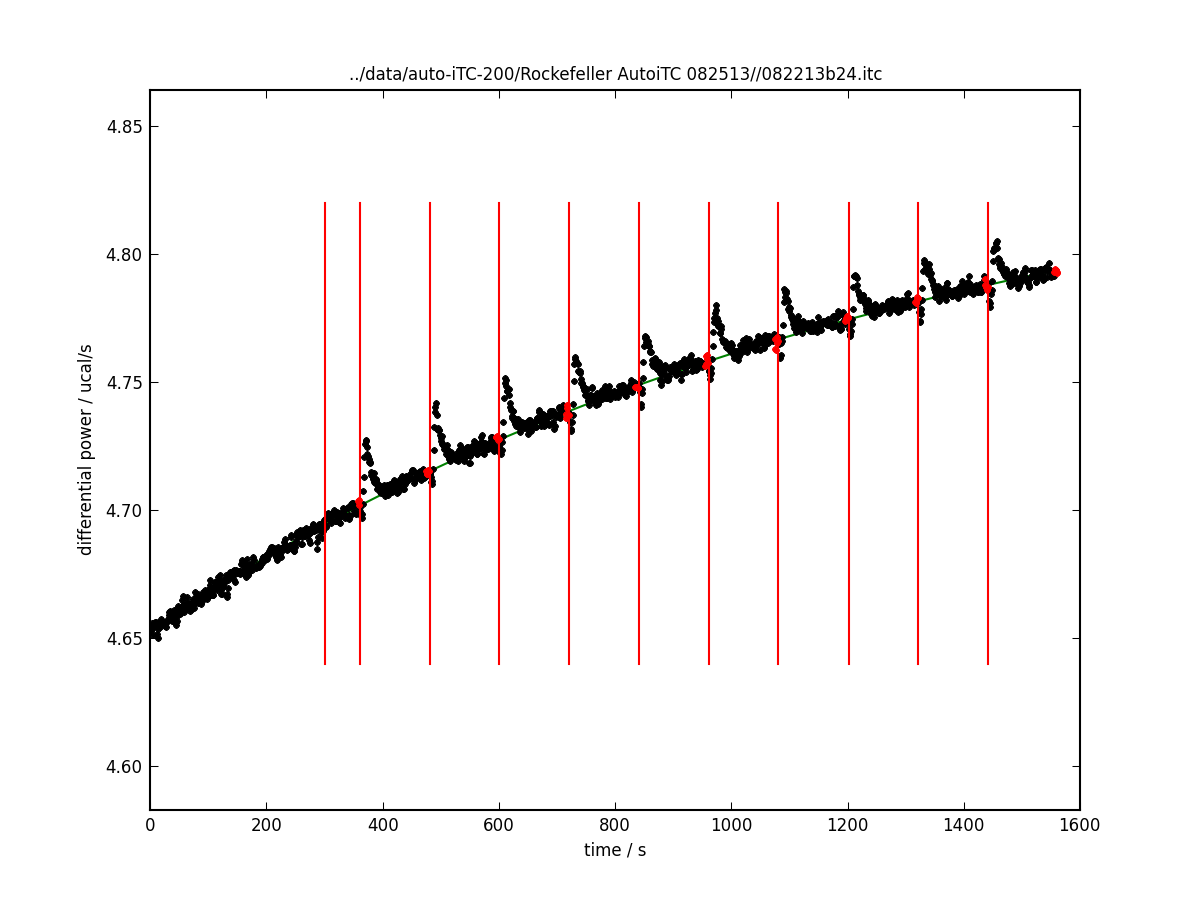 ../data/auto-iTC-200/Rockefeller AutoiTC 082513//082213b24.itc
differential power / ucal/s
4.85
4.80
4.75
4.70
4.65
4.60
0 200 400 600 800 1000 1200 1400 1600
time / s